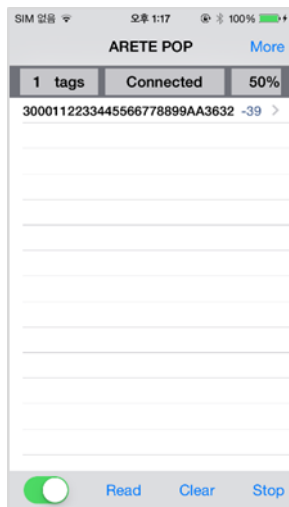 SIM 없음 오후 1:17 100%
ARETE POP More
1 tags Connected 50%
3000112233445566778899AA3632 -39
Read Clear Stop